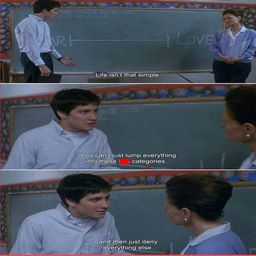 AR
LOVE
Life isn't that simple.
You can't just lump everything
into these categories
and then just deny
everything else.